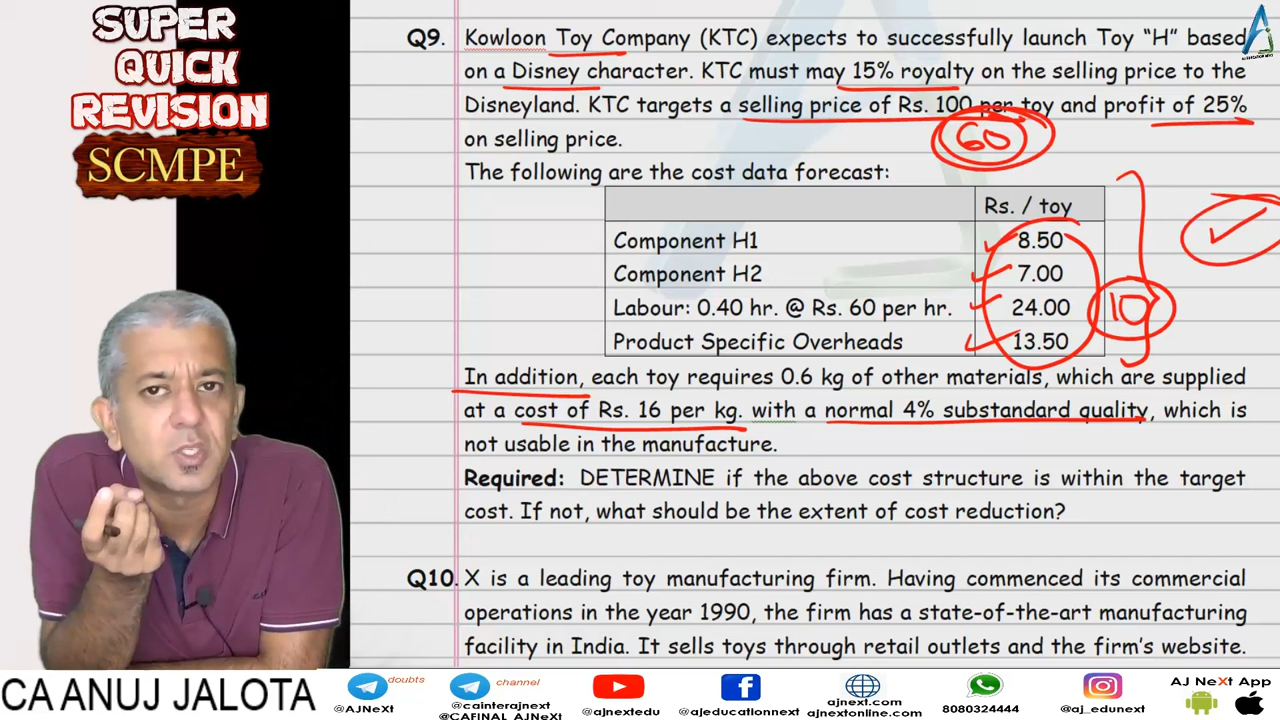 SUPER
QUICK
REVISION
SCMPE
Q9. Kowloon Toy Company (KTC) expects to successfully launch Toy “H” based
on a Disney character. KTC must may 15% royalty on the selling price to the
Disneyland. KTC targets a selling price of Rs. 100 per toy and profit of 25%
60
on selling price.
The following are the cost data forecast:
Rs. / toy
Component H1 8.50
Component H2 7.00
Labour: 0.40 hr. @ Rs. 60 per hr. 24.00
10
Product Specific Overheads 13.50
In addition, each toy requires 0.6 kg of other materials, which are supplied
at a cost of Rs. 16 per kg. with a normal 4% substandard quality, which is
not usable in the manufacture.
Required: DETERMINE if the above cost structure is within the target
cost. If not, what should be the extent of cost reduction?
Q10. X is a leading toy manufacturing firm. Having commenced its commercial
operations in the year 1990, the firm has a state-of-the-art manufacturing
facility in India. It sells toys through retail outlets and the firm’s website.
CA ANUJ JALOTA
doubts
@AJNeXt
channel
@cainterajnext
@CAFINAL_AJNeXt
@ajnextedu
@ajeducationnext
ajnext.com
ajnextonline.com
8080324444
@aj_edunext
AJ NeXt App